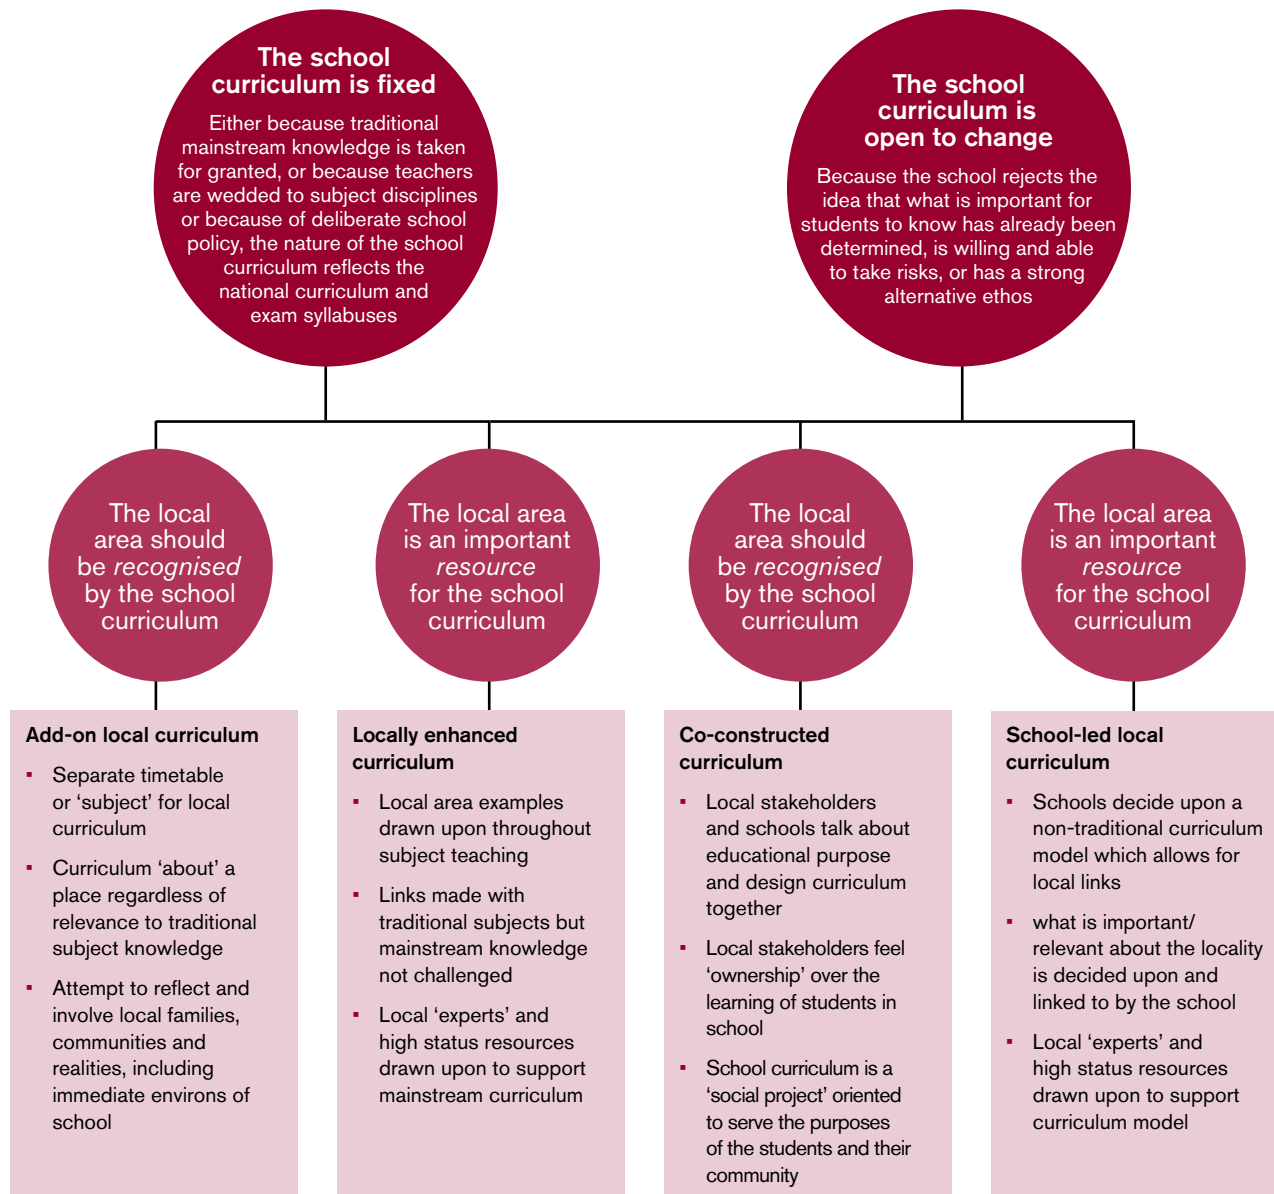 The school
curriculum is fixed
Either because traditional
mainstream knowledge is taken
for granted, or because teachers
are wedded to subject disciplines
or because of deliberate school
policy, the nature of the school
curriculum reflects the
national curriculum and
exam syllabuses
The school
curriculum is
open to change
Because the school rejects the
idea that what is important for
students to know has already been
determined, is willing and able
to take risks, or has a strong
alternative ethos
The local
area should
be recognised
by the school
curriculum
The local area
is an important
resource
for the school
curriculum
The local
area should
be recognised
by the school
curriculum
The local area
is an important
resource
for the school
curriculum
Add-on local curriculum
▪ Separate timetable
or ‘subject’ for local
curriculum
▪ Curriculum ‘about’ a
place regardless of
relevance to traditional
subject knowledge
▪ Attempt to reflect and
involve local families,
communities and
realities, including
immediate environs of
school
Locally enhanced
curriculum
▪ Local area examples
drawn upon throughout
subject teaching
▪ Links made with
traditional subjects but
mainstream knowledge
not challenged
▪ Local ‘experts’ and
high status resources
drawn upon to support
mainstream curriculum
Co-constructed
curriculum
▪ Local stakeholders
and schools talk about
educational purpose
and design curriculum
together
▪ Local stakeholders feel
‘ownership’ over the
learning of students in
school
▪ School curriculum is a
‘social project’ oriented
to serve the purposes
of the students and their
community
School-led local
curriculum
▪ Schools decide upon a
non-traditional curriculum
model which allows for
local links
▪ what is important/
relevant about the locality
is decided upon and
linked to by the school
▪ Local ‘experts’ and
high status resources
drawn upon to support
curriculum model